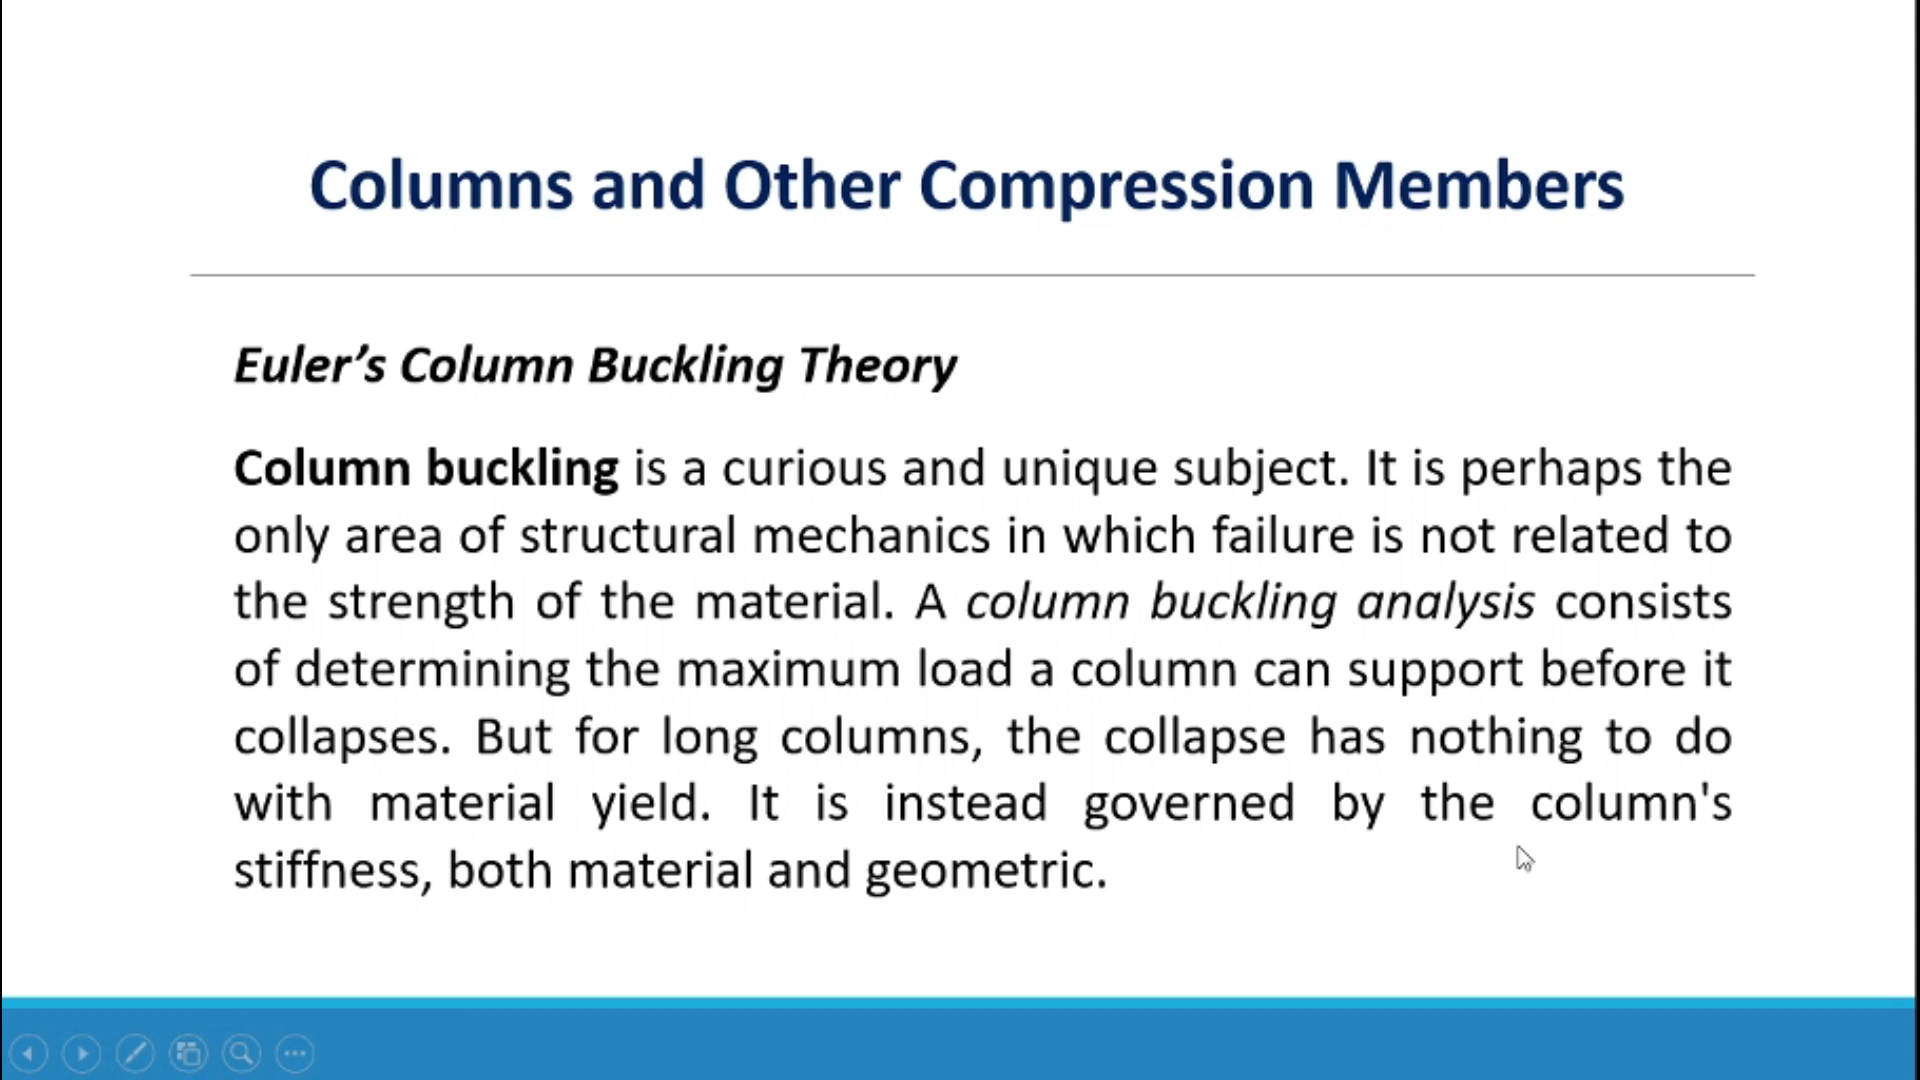 Columns and Other Compression Members
Euler’s Column Buckling Theory
Column buckling is a curious and unique subject. It is perhaps the
only area of structural mechanics in which failure is not related to
the strength of the material. A column buckling analysis consists
of determining the maximum load a column can support before it
collapses. But for long columns, the collapse has nothing to do
with material yield. It is instead governed by the column's
stiffness, both material and geometric.